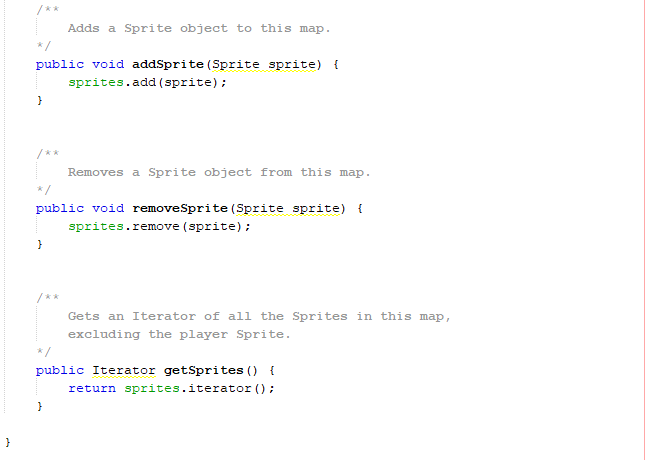 /**
Adds a Sprite object to this map.
*/
public void addSprite(Sprite sprite) {
sprites.add(sprite);
}
/**
Removes a Sprite object from this map.
*/
public void removeSprite(Sprite sprite) {
sprites.remove(sprite);
}
/**
Gets an Iterator of all the Sprites in this map,
excluding the player Sprite.
*/
public Iterator getSprites() {
return sprites.iterator();
}
}